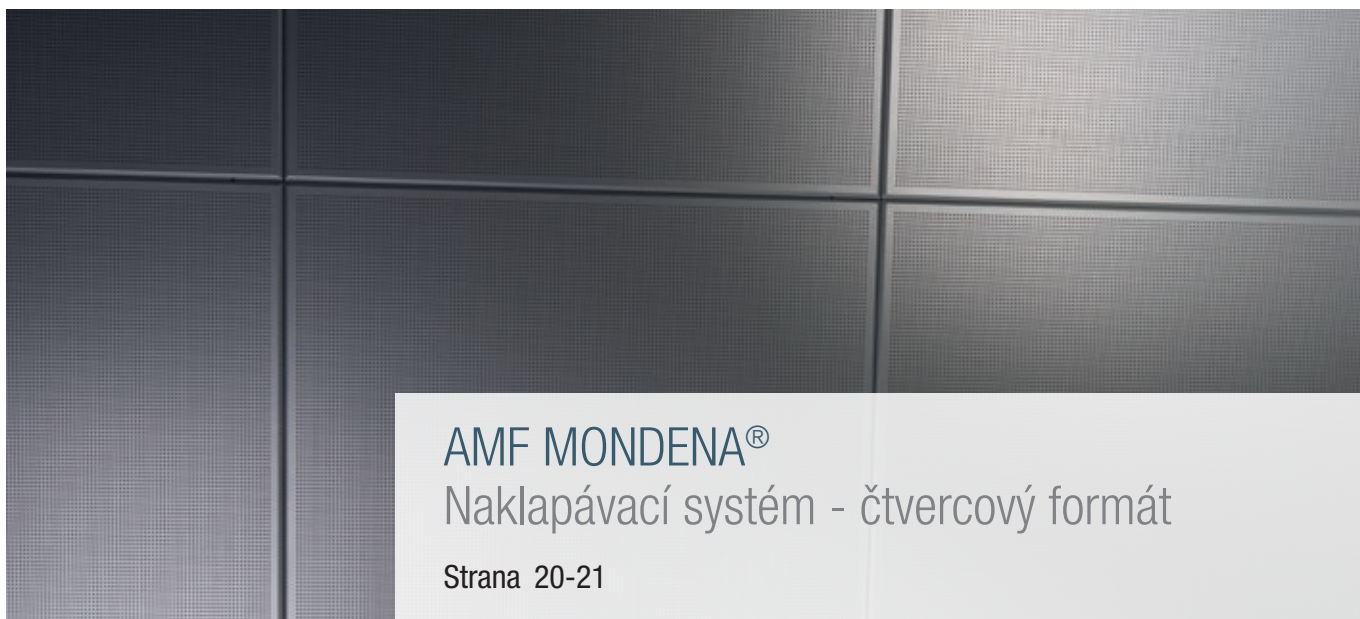 AMF MONDENA®
Naklapávací systém - čtvercový formát
Strana 20-21